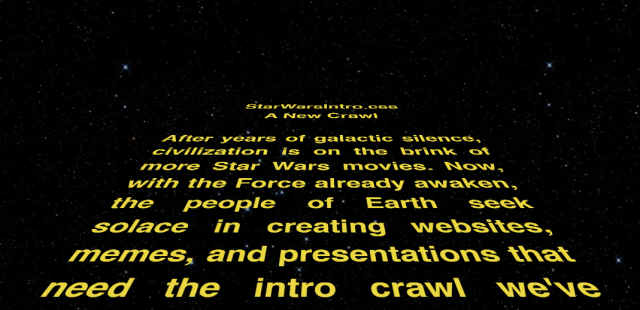 StarWarsIntro.css
A New Crawl
After years of galactic silence,
civilization is on the brink of
more Star Wars movies. Now,
with the Force already awaken,
the people of Earth seek
solace in creating websites,
memes, and presentations that
need the intro crawl we've